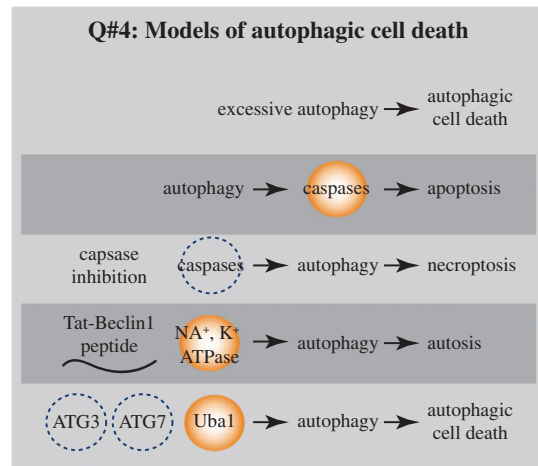 Q#4: Models of autophagic cell death
excessive autophagy autophagic
cell death
autophagy caspases apoptosis
capsase
inhibition caspases autophagy necroptosis
Tat-Beclin1
peptide NA⁺, K⁺
ATPase autophagy autosis
ATG3 ATG7 Uba1 autophagy autophagic
cell death